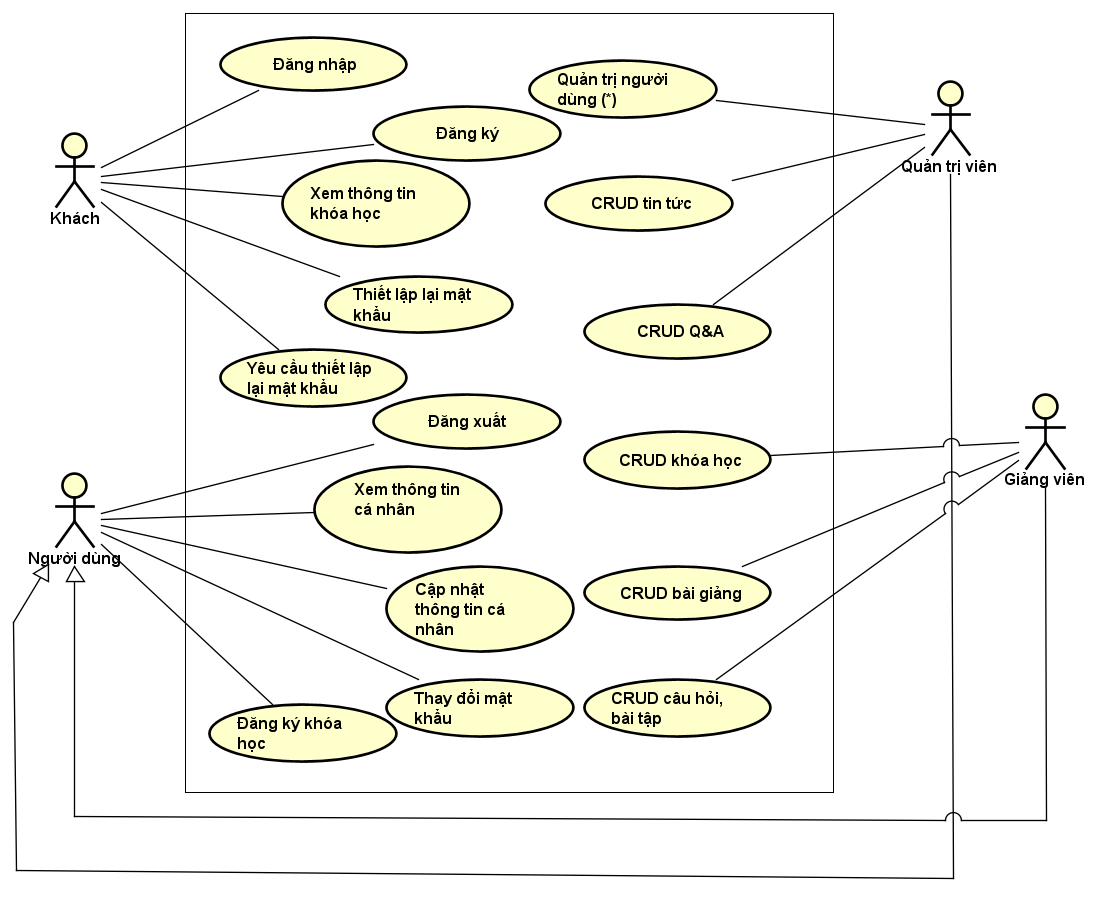 Đăng nhập
Quản trị người
dùng (*)
Đăng ký
Quản trị viên
Khách
Xem thông tin
khóa học
CRUD tin tức
Thiết lập lại mật
khẩu
CRUD Q&A
Yêu cầu thiết lập
lại mật khẩu
Đăng xuất
CRUD khóa học
Giảng viên
Xem thông tin
cá nhân
Người dùng
Cập nhật
thông tin cá
nhân
CRUD bài giảng
Thay đổi mật
khẩu
CRUD câu hỏi,
bài tập
Đăng ký khóa
học